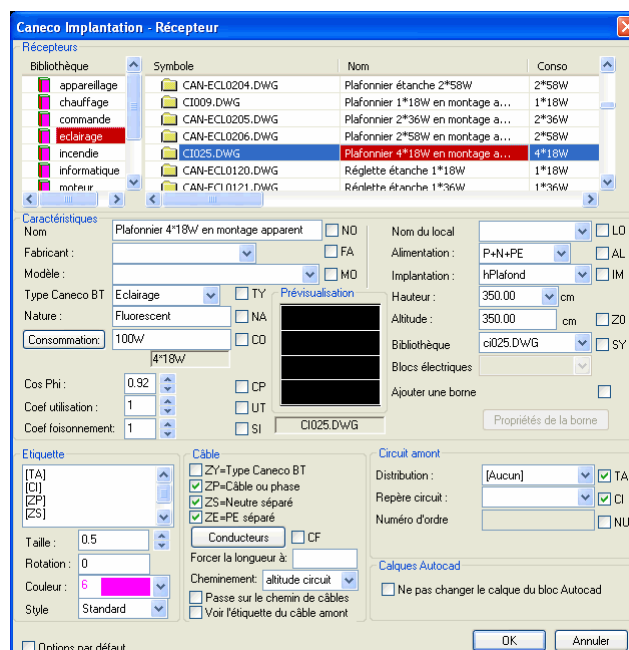 Caneco Implantation - Récepteur
Récepteurs
Bibliothèque Symbole Nom Conso
appareillage CAN-ECL0204.DWG Plafonnier étanche 2*58W 2*58W
chauffage CI009.DWG Plafonnier 1*18W en montage a... 1*18W
commande CAN-ECL0205.DWG Plafonnier 2*36W en montage a... 2*36W
eclairage CAN-ECL0206.DWG Plafonnier 2*58W en montage a... 2*58W
incendie CI025.DWG Plafonnier 4*18W en montage a... 4*18W
informatique CAN-ECL0120.DWG Réglette étanche 1*18W 1*18W
moteur CAN-ECL0121.DWG Réglette étanche 1*36W 1*36W
Caractéristiques
Nom Plafonnier 4*18W en montage apparent NO Nom du local LO
Fabricant : FA Alimentation : P+N+PE AL
Modèle : MO Implantation : hPlafond IM
Type Caneco BT Eclairage TY Prévisualisation Hauteur : 350.00 cm
Nature : Fluorescent NA Altitude : 350.00 cm Z0
Consommation: 100W CO Bibliothèque ci025.DWG SY
4*18W Blocs électriques
Cos Phi : 0.92 CP Ajouter une borne
Coef utilisation : 1 UT Propriétés de la borne
Coef foisonnement: 1 SI CI025.DWG
Etiquette Câble Circuit amont
[TA] ZY=Type Caneco BT Distribution : [Aucun] TA
[CI] ZP=Câble ou phase
[ZP] ZS=Neutre séparé Repère circuit : CI
[ZS] ZE=PE séparé Numéro d'ordre NU
Taille : 0.5 Conducteurs CF
Rotation : 0 Forcer la longueur à:
Couleur : 6 Cheminement: altitude circuit Calques Autocad
Style Standard Passe sur le chemin de câbles Ne pas changer le calque du bloc Autocad
Voir l'étiquette du câble amont
Options par défaut OK Annuler